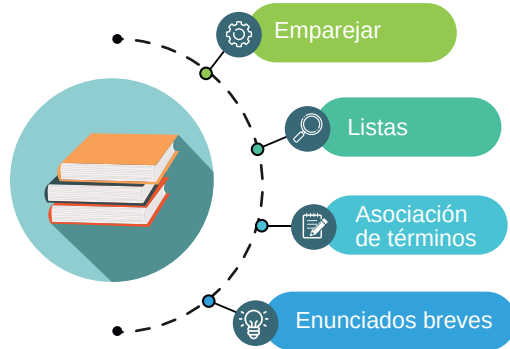 Emparejar
Listas
Asociación
de términos
Enunciados breves